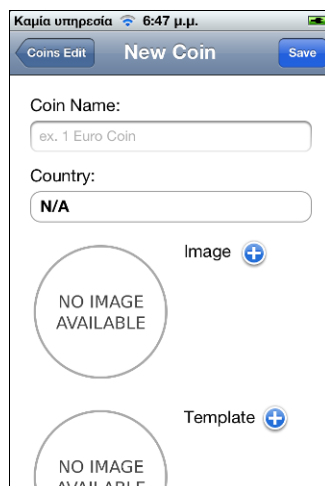 Καμία υπηρεσία 6:47 μ.μ.
Coins Edit New Coin Save
Coin Name:
ex. 1 Euro Coin
Country:
N/A
Image
NO IMAGE
AVAILABLE
Template
NO IMAGE
AVAILABLE